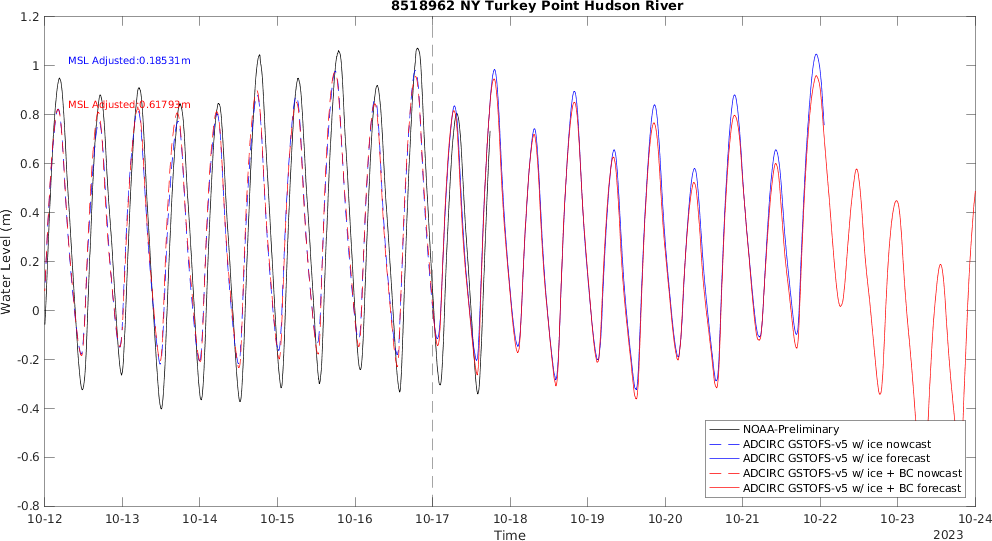 8518962 NY Turkey Point Hudson River
1.2
1
0.8
0.6
0.4
0.2
0
-0.2
-0.4
-0.6
-0.8
Water Level (m)
MSL Adjusted:0.18531m
MSL Adjusted:0.61793m
NOAA-Preliminary
ADCIRC GSTOFS-v5 w/ ice nowcast
ADCIRC GSTOFS-v5 w/ ice forecast
ADCIRC GSTOFS-v5 w/ ice + BC nowcast
ADCIRC GSTOFS-v5 w/ ice + BC forecast
10-12 10-13 10-14 10-15 10-16 10-17 10-18 10-19 10-20 10-21 10-22 10-23 10-24
Time
2023